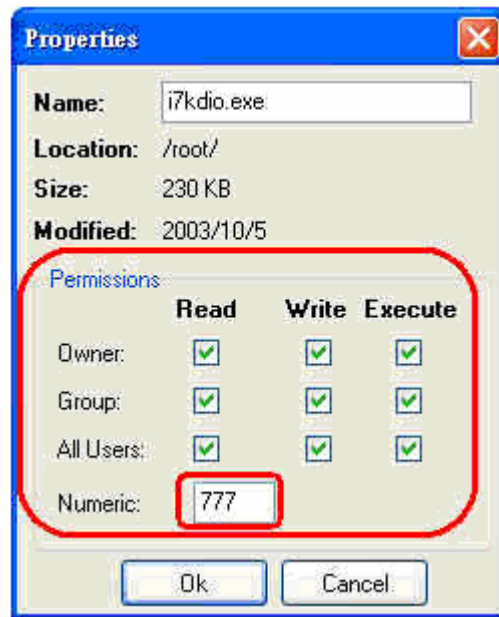 Properties
Name: i7kdio.exe
Location: /root/
Size: 230 KB
Modified: 2003/10/5
Permissions
Read Write Execute
Owner:
Group:
All Users:
Numeric: 777
Ok Cancel